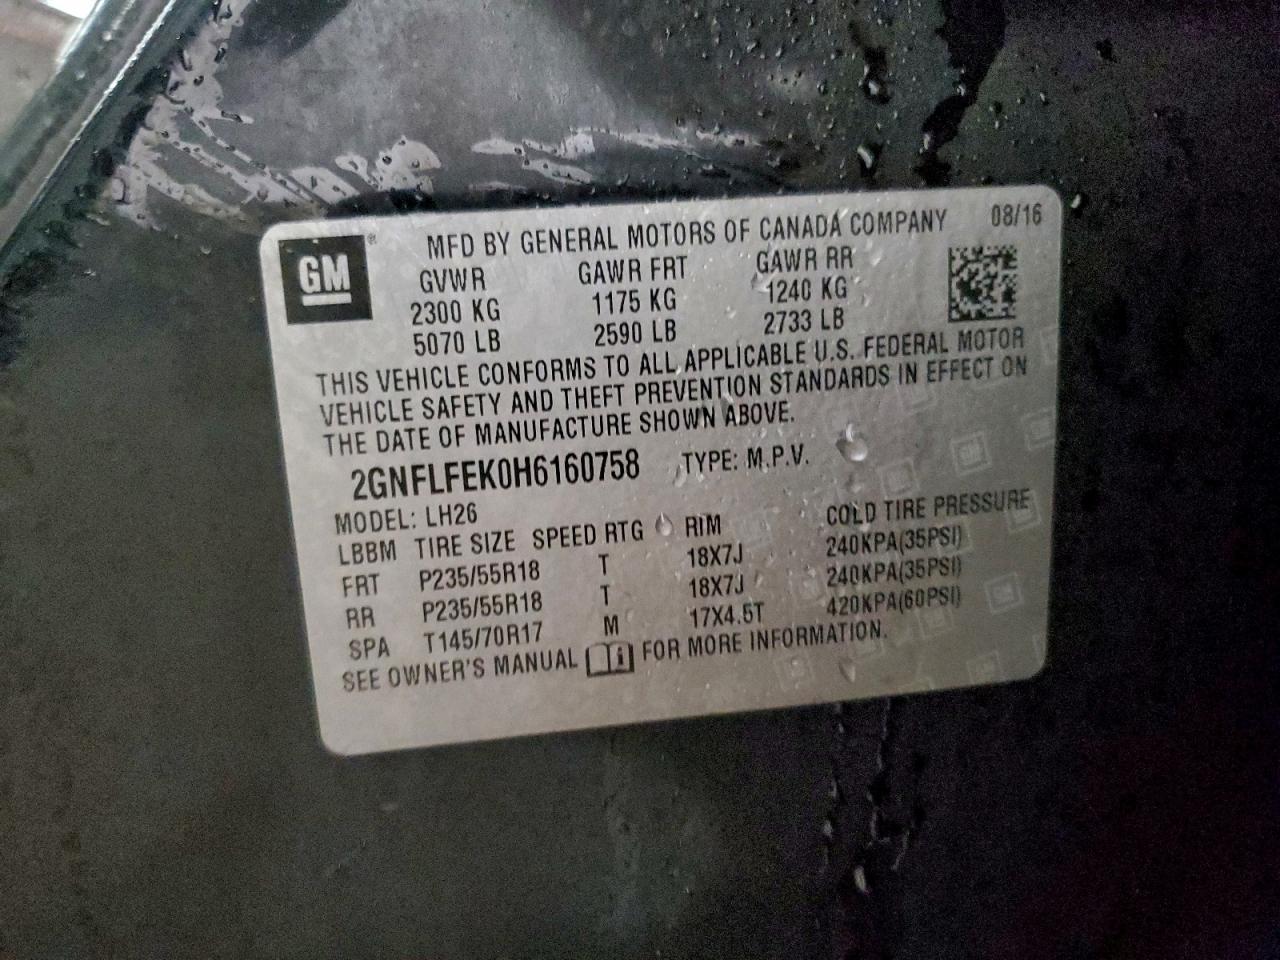 GM ®
MFD BY GENERAL MOTORS OF CANADA COMPANY 08/16
GVWR GAWR FRT GAWR RR
2300 KG 1175 KG 1240 KG
5070 LB 2590 LB 2733 LB
THIS VEHICLE CONFORMS TO ALL APPLICABLE U.S. FEDERAL MOTOR
VEHICLE SAFETY AND THEFT PREVENTION STANDARDS IN EFFECT ON
THE DATE OF MANUFACTURE SHOWN ABOVE.
2GNFLFEK0H6160758 TYPE: M.P.V.
MODEL: LH26
LBBM TIRE SIZE SPEED RTG RIM COLD TIRE PRESSURE
FRT P235/55R18 T 18X7J 240KPA(35PSI)
RR P235/55R18 T 18X7J 240KPA(35PSI)
SPA T145/70R17 M 17X4.5T 420KPA(60PSI)
SEE OWNER'S MANUAL FOR MORE INFORMATION.